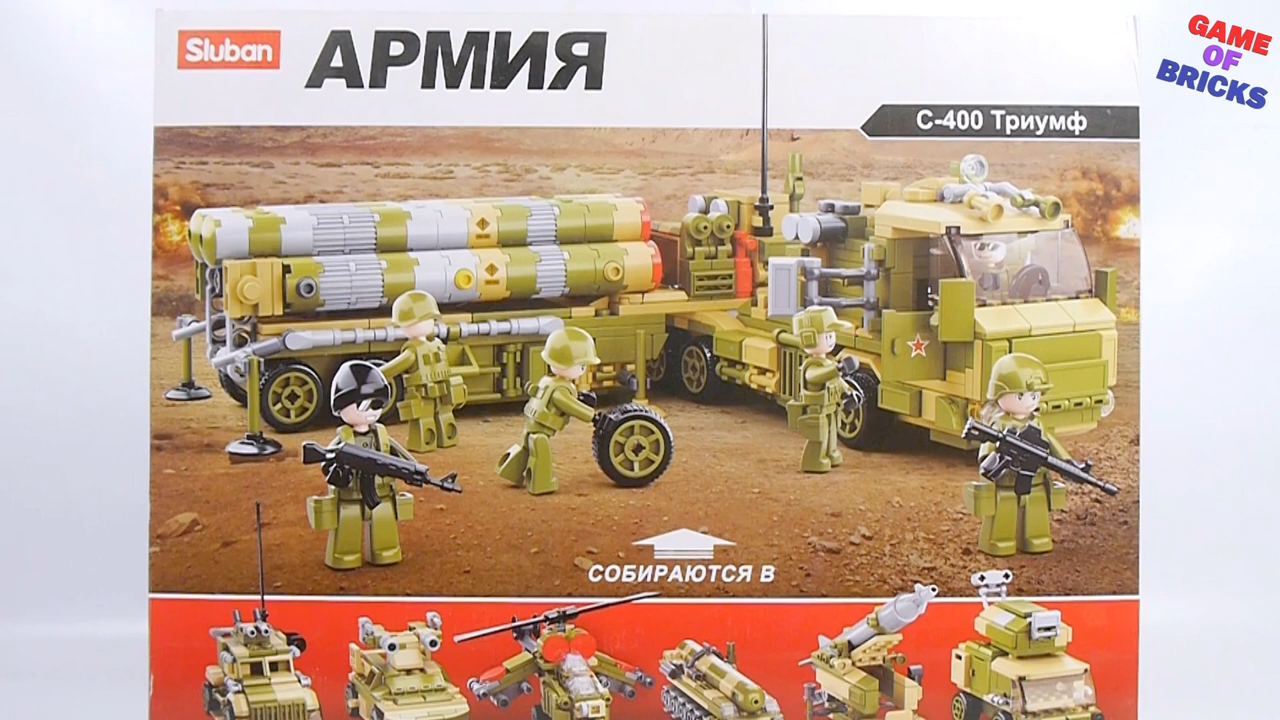 Sluban
АРМИЯ
GAME
OF
BRICKS
С-400 Триумф
СОБИРАЮТСЯ В